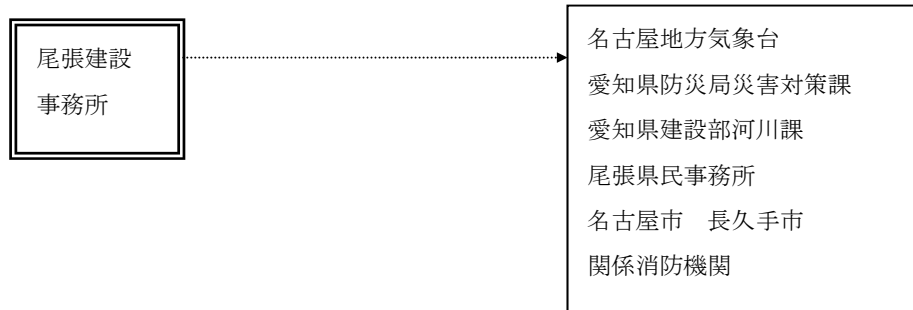 尾張建設
事務所
名古屋地方気象台
愛知県防災局災害対策課
愛知県建設部河川課
尾張県民事務所
名古屋市　長久手市
関係消防機関